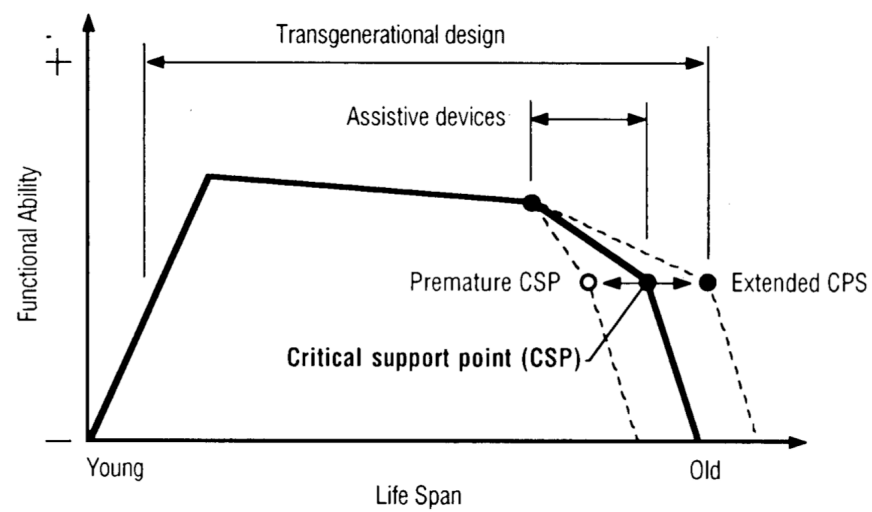 Transgenerational design
+
Assistive devices
Functional Ability
Premature CSP
Extended CPS
Critical support point (CSP)
—
Young
Old
Life Span